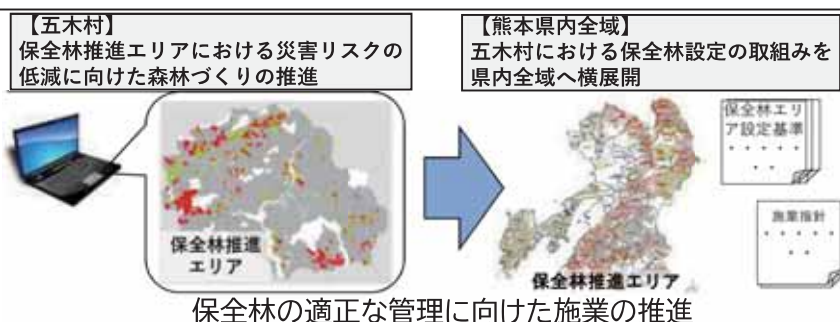 【五木村】
保全林推進エリアにおける災害リスクの
低減に向けた森林づくりの推進
【熊本県内全域】
五木村における保全林設定の取組みを
県内全域へ横展開
保全林推進
エリア
保全林推進エリア
保全林エリ
ア設定基準
・・・・・
・・
施業指針
・・・・・
・・
保全林の適正な管理に向けた施業の推進